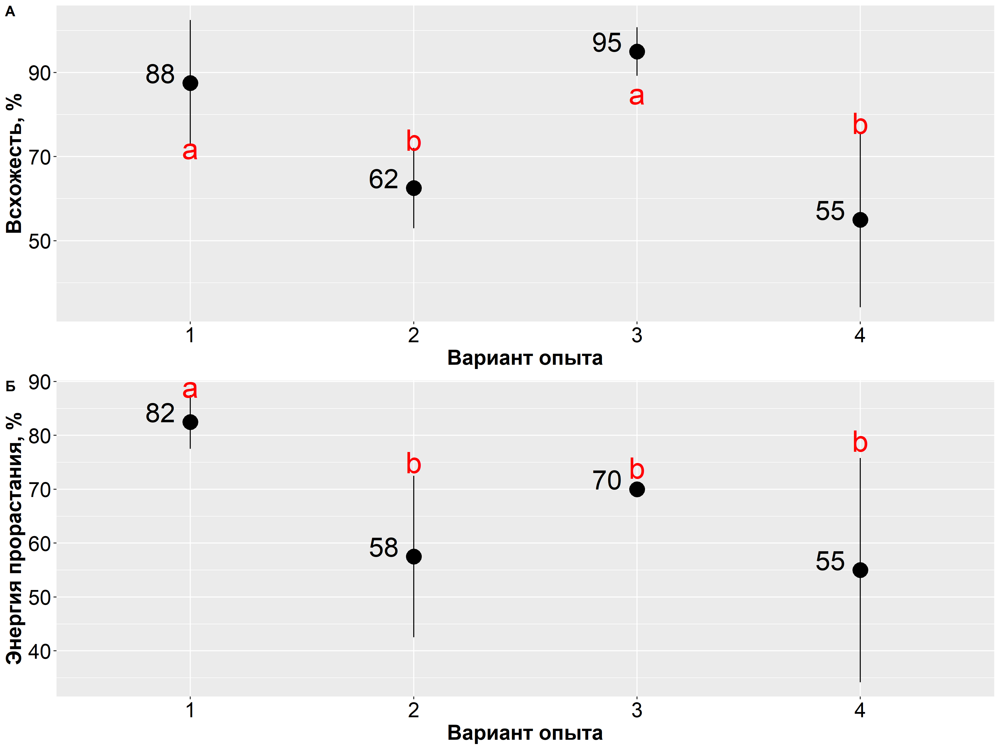 А
Всхожесть, %
90
70
50
88
a
62
b
95
a
55
b
1 2 3 4
Вариант опыта
Б
Энергия прорастания, %
90
80
70
60
50
40
82
a
58
b
70
b
55
b
1 2 3 4
Вариант опыта